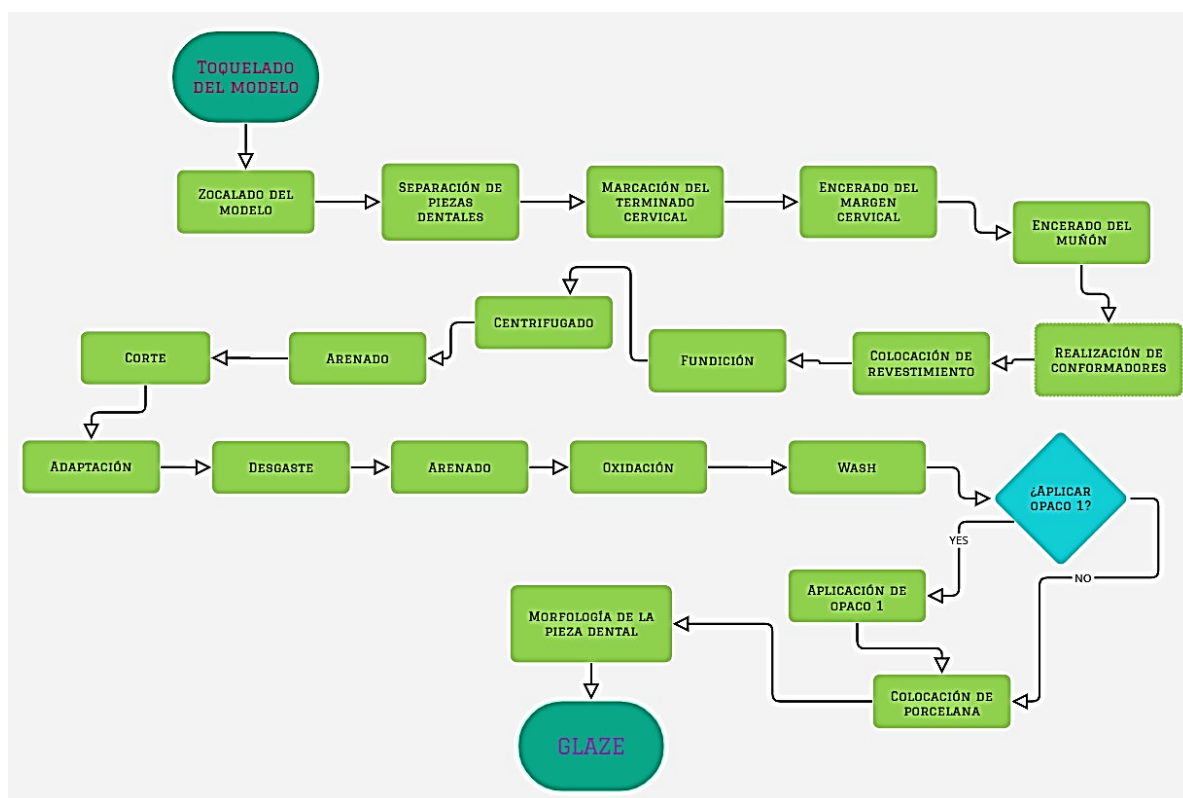 TOQUELADO
DEL MODELO
ZOCALADO DEL
MODELO
SEPARACIÓN DE
PIEZAS
DENTALES
MARCACIÓN DEL
TERMINADO
CERVICAL
ENCERADO DEL
MARGEN
CERVICAL
ENCERADO DEL
MUÑÓN
REALIZACIÓN DE
CONFORMADORES
COLOCACIÓN DE
REVESTIMIENTO
FUNDICIÓN
CENTRIFUGADO
ARENADO
CORTE
ADAPTACIÓN
DESGASTE
ARENADO
OXIDACIÓN
WASH
¿APLICAR
OPACO 1?
YES
NO
APLICACIÓN DE
OPACO 1
COLOCACIÓN DE
PORCELANA
MORFOLOGÍA DE LA
PIEZA DENTAL
GLAZE